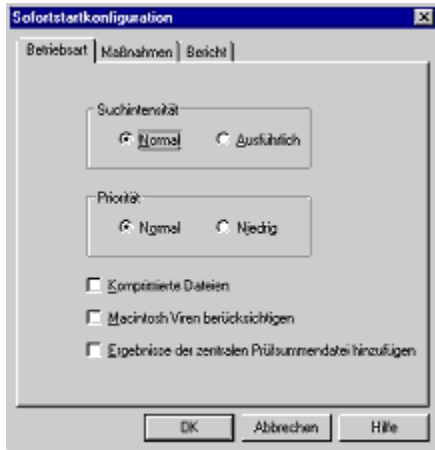 Sofortstartkonfiguration
Betriebsart Maßnahmen Bericht
Suchintensität
Normal Ausführlich
Priorität
Normal Niedrig
Komprimierte Dateien
Macintosh Viren berücksichtigen
Ergebnisse der zentralen Prüfsummendatei hinzufügen
OK Abbrechen Hilfe